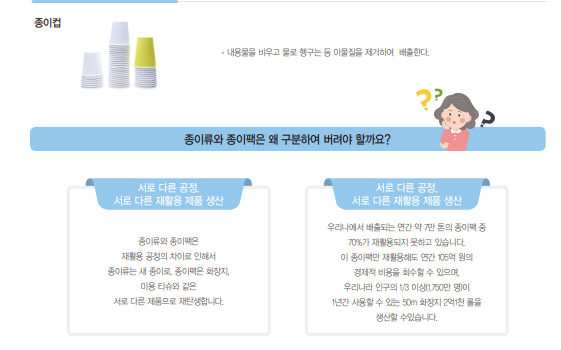 종이컵
• 내용물을 비우고 물로 헹구는 등 이물질을 제거하여 배출한다.
? ? ?
종이류와 종이팩은 왜 구분하여 버려야 할까요?
서로 다른 공정,
서로 다른 재활용 제품 생산
종이류와 종이팩은
재활용 공정의 차이로 인해서
종이류는 새 종이로, 종이팩은 화장지,
미용 티슈와 같은
서로 다른 제품으로 재탄생합니다.
서로 다른 공정,
서로 다른 재활용 제품 생산
우리나에서 배출되는 연간 약 7만 톤의 종이팩 중
70%가 재활용되지 못하고 있습니다.
이 종이팩만 재활용해도 연간 105억 원의
경제적 비용을 회수할 수 있으며,
우리나라 인구의 1/3 이상(1,750만 명)이
1년간 사용할 수 있는 50m 화장지 2억1천 롤을
생산할 수있습니다.